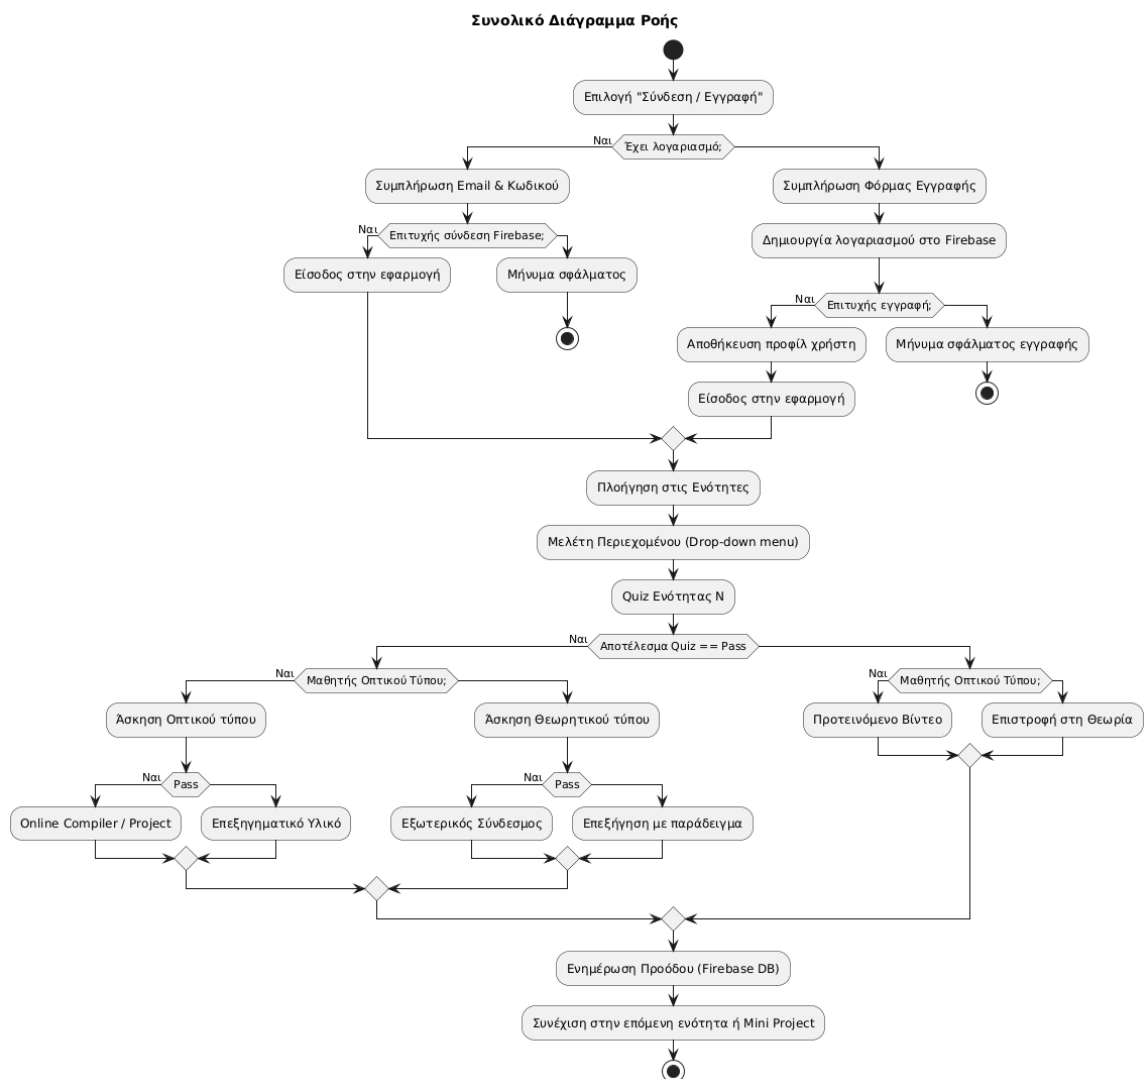 Συνολικό Διάγραμμα Ροής
Επιλογή "Σύνδεση / Εγγραφή"
Ναι
Έχει λογαριασμό;
Συμπλήρωση Email & Κωδικού
Συμπλήρωση Φόρμας Εγγραφής
Ναι
Επιτυχής σύνδεση Firebase;
Δημιουργία λογαριασμού στο Firebase
Είσοδος στην εφαρμογή
Μήνυμα σφάλματος
Ναι
Επιτυχής εγγραφή;
Αποθήκευση προφίλ χρήστη
Μήνυμα σφάλματος εγγραφής
Είσοδος στην εφαρμογή
Πλοήγηση στις Ενότητες
Μελέτη Περιεχομένου (Drop-down menu)
Quiz Ενότητας Ν
Ναι
Αποτέλεσμα Quiz == Pass
Ναι
Μαθητής Οπτικού Τύπου;
Ναι
Μαθητής Οπτικού Τύπου;
Άσκηση Οπτικού τύπου
Άσκηση Θεωρητικού τύπου
Προτεινόμενο Βίντεο
Επιστροφή στη Θεωρία
Ναι
Pass
Ναι
Pass
Online Compiler / Project
Επεξηγηματικό Υλικό
Εξωτερικός Σύνδεσμος
Επεξήγηση με παράδειγμα
Ενημέρωση Προόδου (Firebase DB)
Συνέχιση στην επόμενη ενότητα ή Mini Project